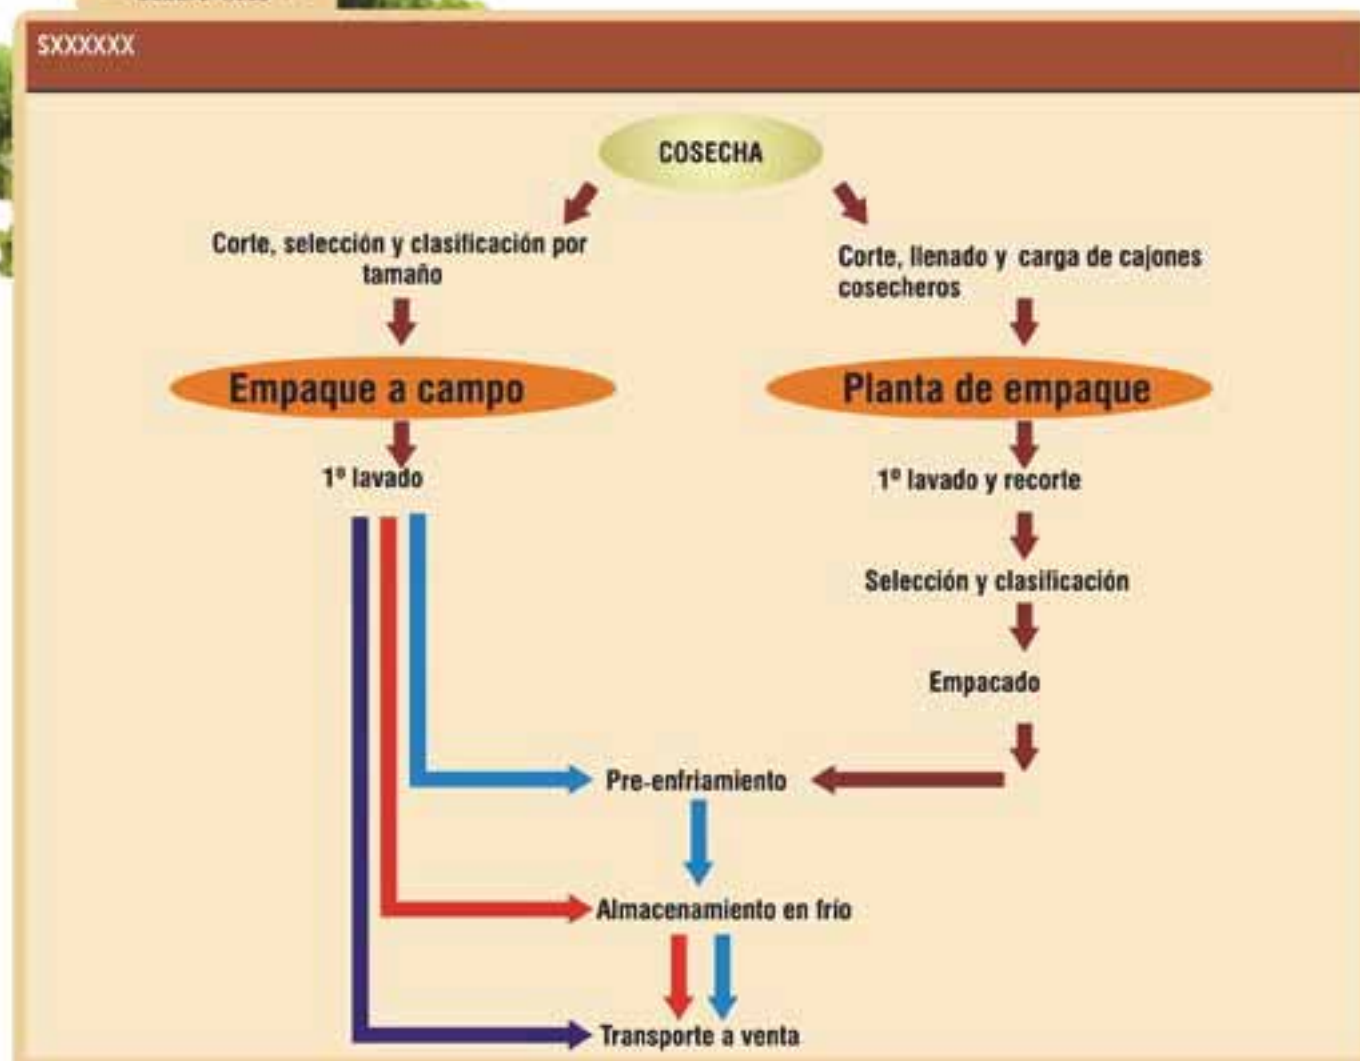 SXXXXXX
COSECHA
Corte, selección y clasificación por
tamaño
Corte, llenado y carga de cajones
cosecheros
Empaque a campo
Planta de empaque
1º lavado
1º lavado y recorte
Selección y clasificación
Empacado
Pre-enfriamiento
Almacenamiento en frío
Transporte a venta